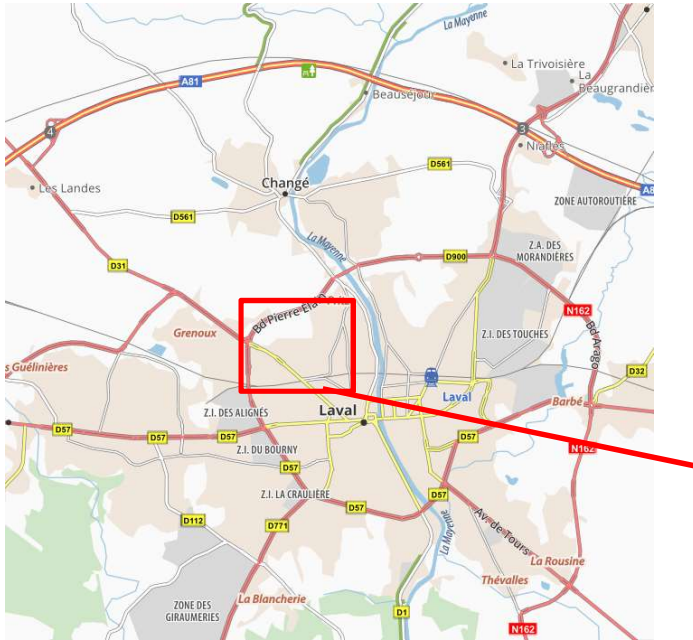 La Mayenne
La Trivoisière
La
Beaugrandièr
A81
Beauséjour
4
3
Niafles
D561
Changé
Les Landes
A8
ZONE AUTOROUTIÈRE
D561
La Mayenne
Z.A. DES
MORANDIÈRES
D900
D31
N162
Bd Pierre Ela
Grenoux
Z.I. DES TOUCHES
Bd Arago
s Guélinières
D32
Laval
Barbé
Z.I. DES ALIGNÉS
Laval
D57
D57
D57
D57
Z.I. DU BOURNY
N162
D57
Z.I. LA CRAULIÈRE
D57
D57
D112
D771
Av. de Tours
La Mayenne
La Rousine
Thévalles
La Blancherie
ZONE DES
GIRAUMERIES
D1
N162